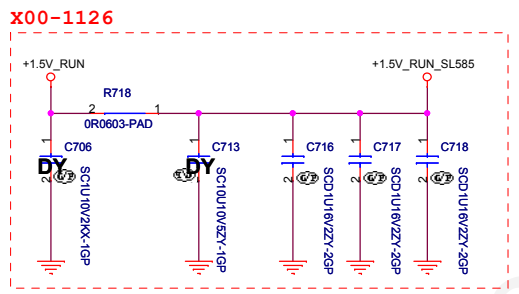 X00-1126
+1.5V_RUN
+1.5V_RUN_SL585
R718
2
1
0R0603-PAD
1
C706
DY
2
SC1U10V2KX-1GP
1
C713
DY
2
SC10U10V5ZY-1GP
1
C716
2
SCD1U16V2ZY-2GP
1
C717
2
SCD1U16V2ZY-2GP
1
C718
2
SCD1U16V2ZY-2GP